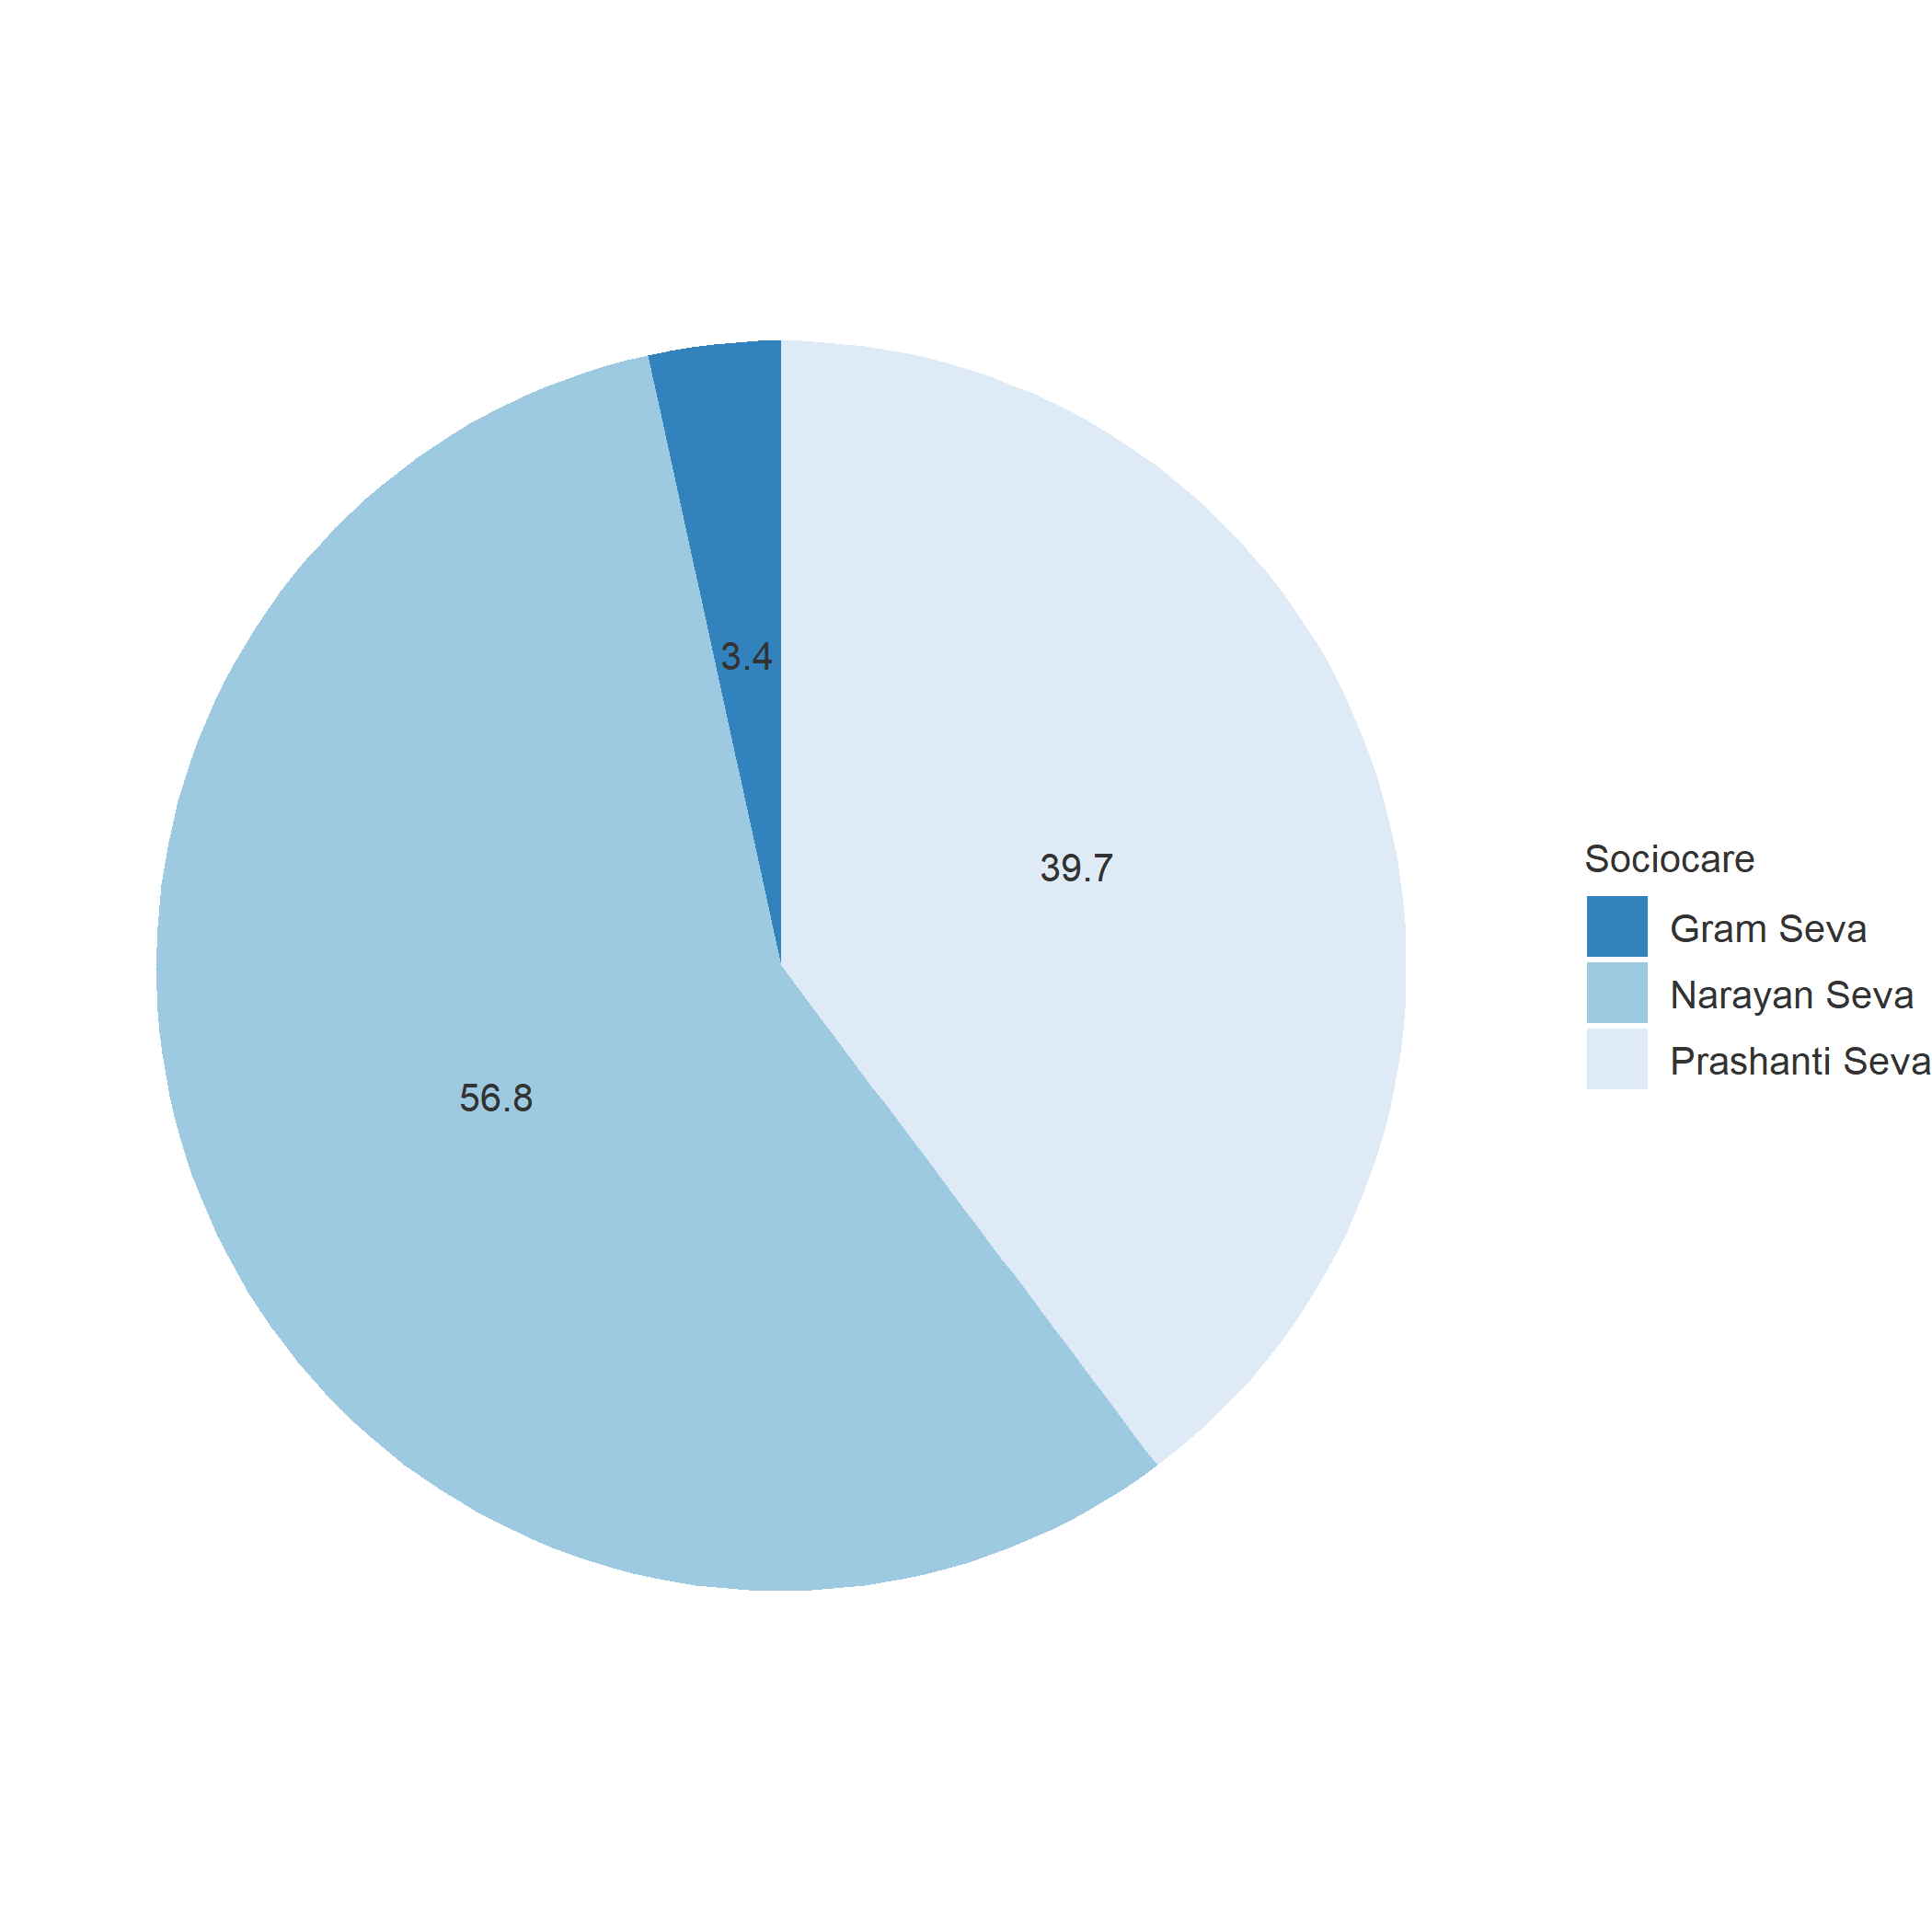 3.4
39.7
56.8
Sociocare
Gram Seva
Narayan Seva
Prashanti Seva